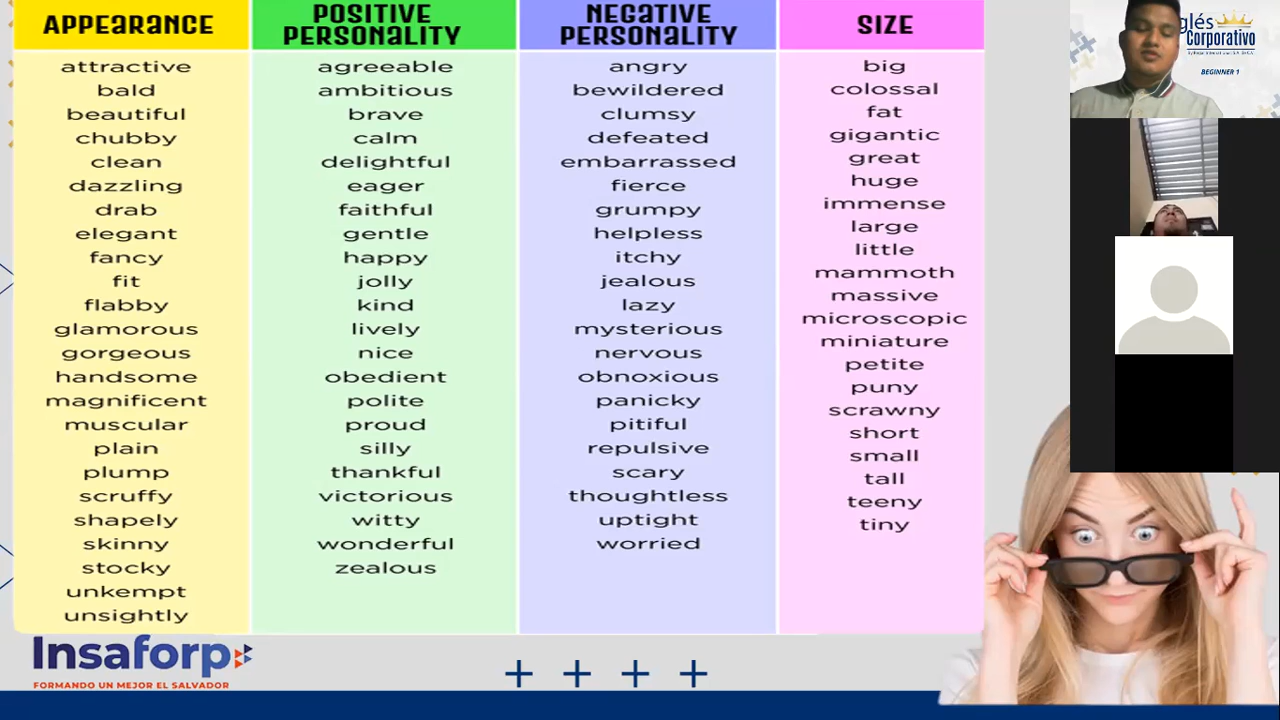 APPEARANCE
attractive
bald
beautiful
chubby
clean
dazzling
drab
elegant
fancy
fit
flabby
glamorous
gorgeous
handsome
magnificent
muscular
plain
plump
scruffy
shapely
skinny
stocky
unkempt
unsightly
POSITIVE
PERSONALITY
agreeable
ambitious
brave
calm
delightful
eager
faithful
gentle
happy
jolly
kind
lively
nice
obedient
polite
proud
silly
thankful
victorious
witty
wonderful
zealous
NEGATIVE
PERSONALITY
angry
bewildered
clumsy
defeated
embarrassed
fierce
grumpy
helpless
itchy
jealous
lazy
mysterious
nervous
obnoxious
panicky
pitiful
repulsive
scary
thoughtless
uptight
worried
SIZE
big
colossal
fat
gigantic
great
huge
immense
large
little
mammoth
massive
microscopic
miniature
petite
puny
scrawny
short
small
tall
teeny
tiny
glés
Corporativo
BEGINNER 1
Insaforp
FORMANDO UN MEJOR EL SALVADOR